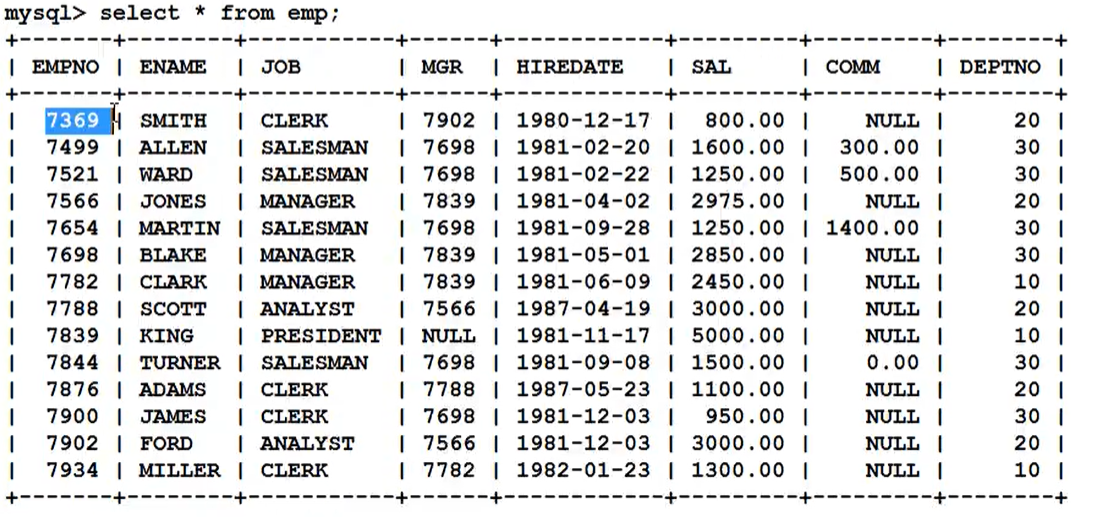 mysql> select * from emp;
+-------+--------+-----------+------+------------+---------+---------+--------+
| EMPNO | ENAME  | JOB       | MGR  | HIREDATE   | SAL     | COMM    | DEPTNO |
+-------+--------+-----------+------+------------+---------+---------+--------+
|  7369 | SMITH  | CLERK     | 7902 | 1980-12-17 |  800.00 |    NULL |     20 |
|  7499 | ALLEN  | SALESMAN  | 7698 | 1981-02-20 | 1600.00 |  300.00 |     30 |
|  7521 | WARD   | SALESMAN  | 7698 | 1981-02-22 | 1250.00 |  500.00 |     30 |
|  7566 | JONES  | MANAGER   | 7839 | 1981-04-02 | 2975.00 |    NULL |     20 |
|  7654 | MARTIN | SALESMAN  | 7698 | 1981-09-28 | 1250.00 | 1400.00 |     30 |
|  7698 | BLAKE  | MANAGER   | 7839 | 1981-05-01 | 2850.00 |    NULL |     30 |
|  7782 | CLARK  | MANAGER   | 7839 | 1981-06-09 | 2450.00 |    NULL |     10 |
|  7788 | SCOTT  | ANALYST   | 7566 | 1987-04-19 | 3000.00 |    NULL |     20 |
|  7839 | KING   | PRESIDENT | NULL | 1981-11-17 | 5000.00 |    NULL |     10 |
|  7844 | TURNER | SALESMAN  | 7698 | 1981-09-08 | 1500.00 |    0.00 |     30 |
|  7876 | ADAMS  | CLERK     | 7788 | 1987-05-23 | 1100.00 |    NULL |     20 |
|  7900 | JAMES  | CLERK     | 7698 | 1981-12-03 |  950.00 |    NULL |     30 |
|  7902 | FORD   | ANALYST   | 7566 | 1981-12-03 | 3000.00 |    NULL |     20 |
|  7934 | MILLER | CLERK     | 7782 | 1982-01-23 | 1300.00 |    NULL |     10 |
+-------+--------+-----------+------+------------+---------+---------+--------+